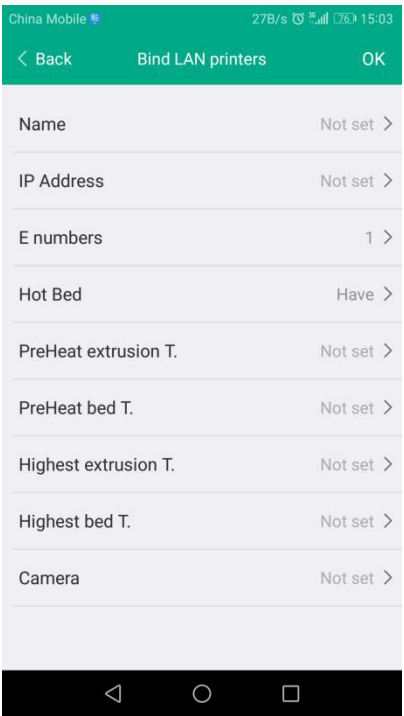 China Mobile 27B/s 76 15:03
Back Bind LAN printers OK
Name Not set
IP Address Not set
E numbers 1
Hot Bed Have
PreHeat extrusion T. Not set
PreHeat bed T. Not set
Highest extrusion T. Not set
Highest bed T. Not set
Camera Not set